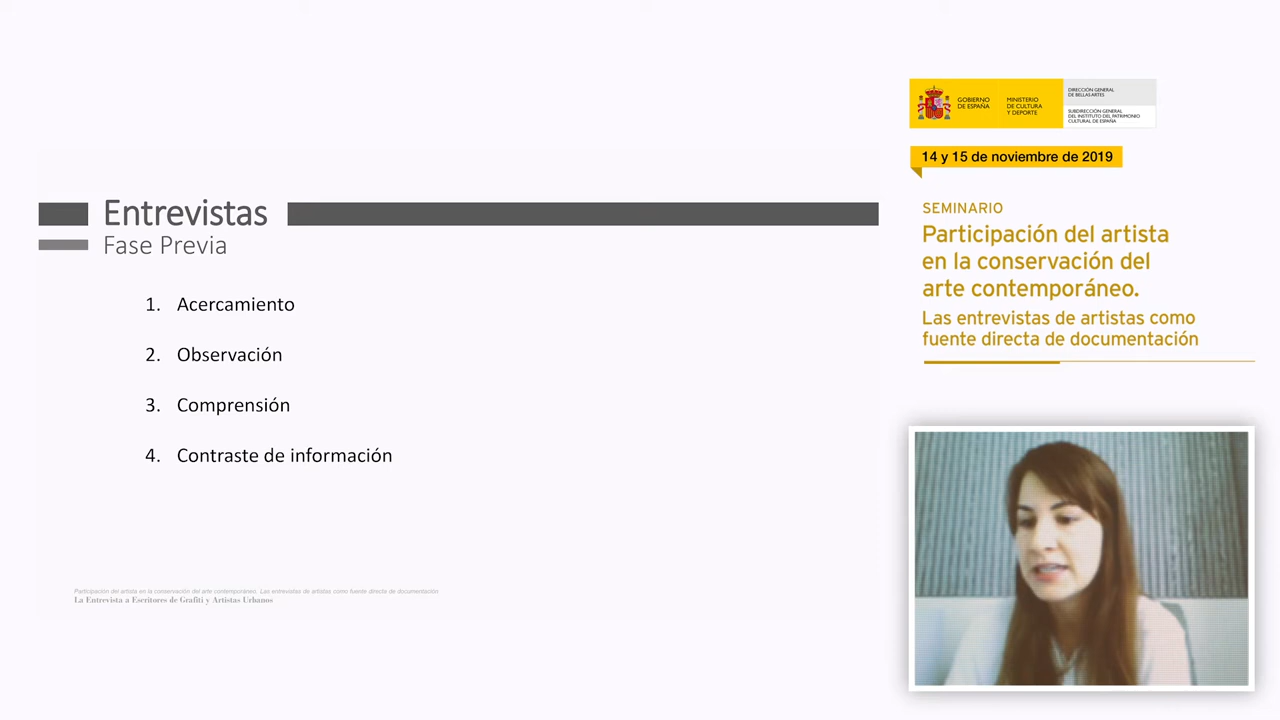 Entrevistas
Fase Previa
1. Acercamiento
2. Observación
3. Comprensión
4. Contraste de información
Participación del artista en la conservación del arte contemporáneo. Las entrevistas de artistas como fuente directa de documentación
La Entrevista a Escritores de Grafiti y Artistas Urbanos
GOBIERNO
DE ESPAÑA
MINISTERIO
DE CULTURA
Y DEPORTE
DIRECCIÓN GENERAL
DE BELLAS ARTES
SUBDIRECCIÓN GENERAL
DEL INSTITUTO DEL PATRIMONIO
CULTURAL DE ESPAÑA
14 y 15 de noviembre de 2019
SEMINARIO
Participación del artista
en la conservación del
arte contemporáneo.
Las entrevistas de artistas como
fuente directa de documentación